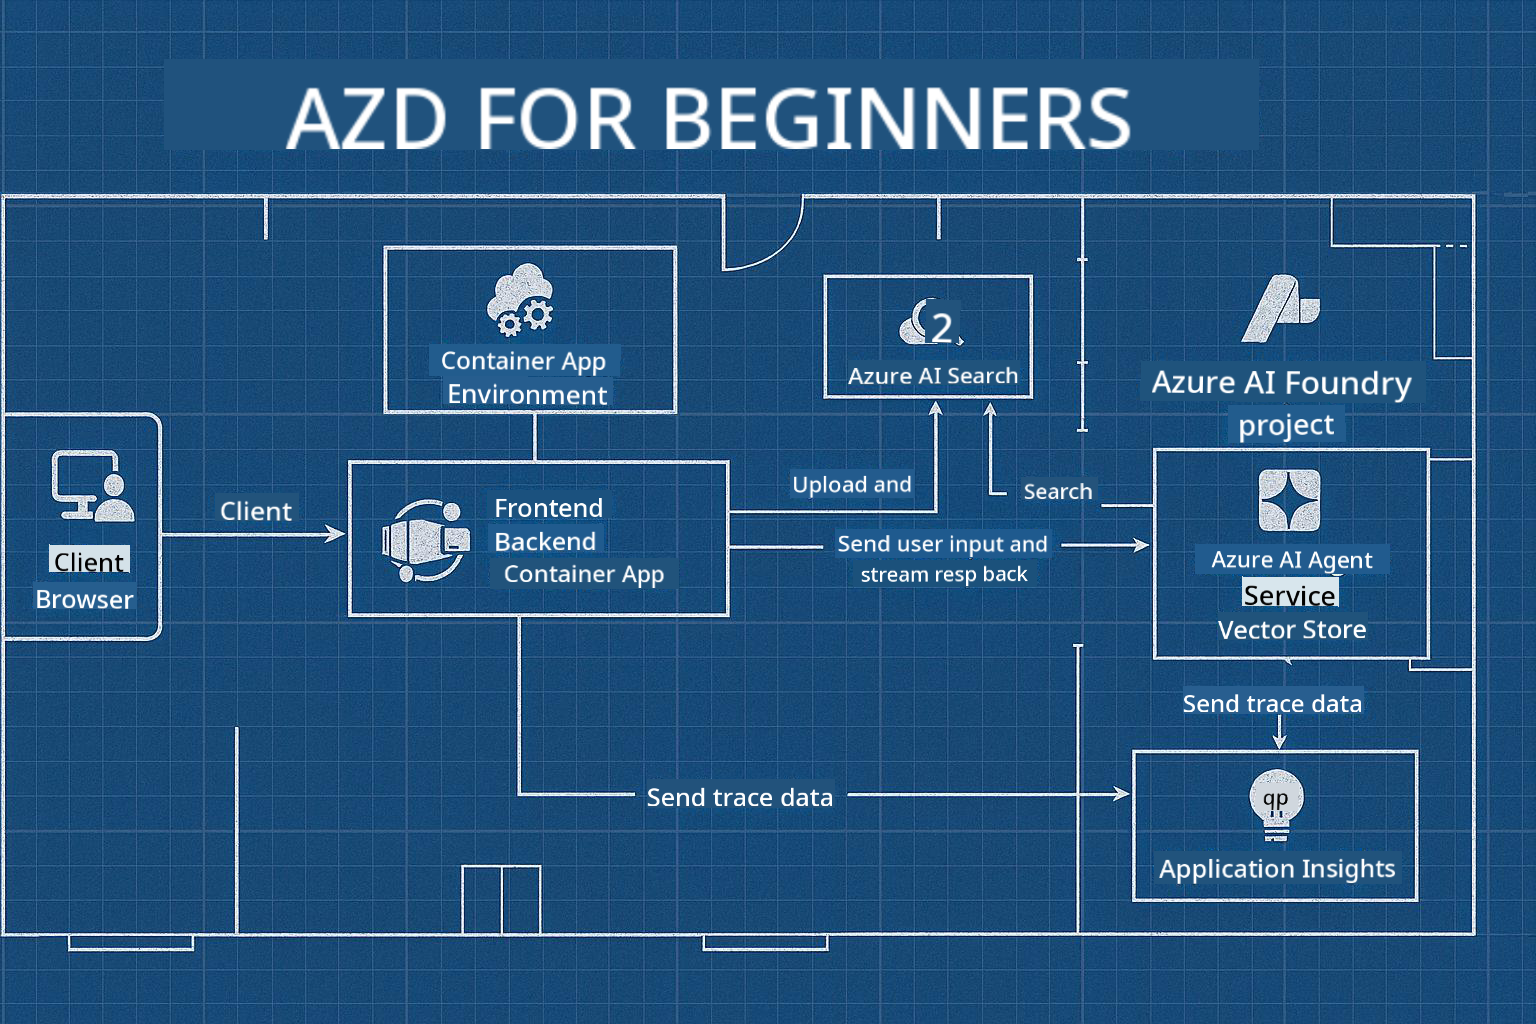 AZD FOR BEGINNERS
Container App
Environment
2
Azure AI Search
Azure AI Foundry
project
Client
Browser
Client
Frontend
Backend
Container App
Upload and
Search
Send user input and
stream resp back
Azure AI Agent
Service
Vector Store
Send trace data
Send trace data
qp
Application Insights